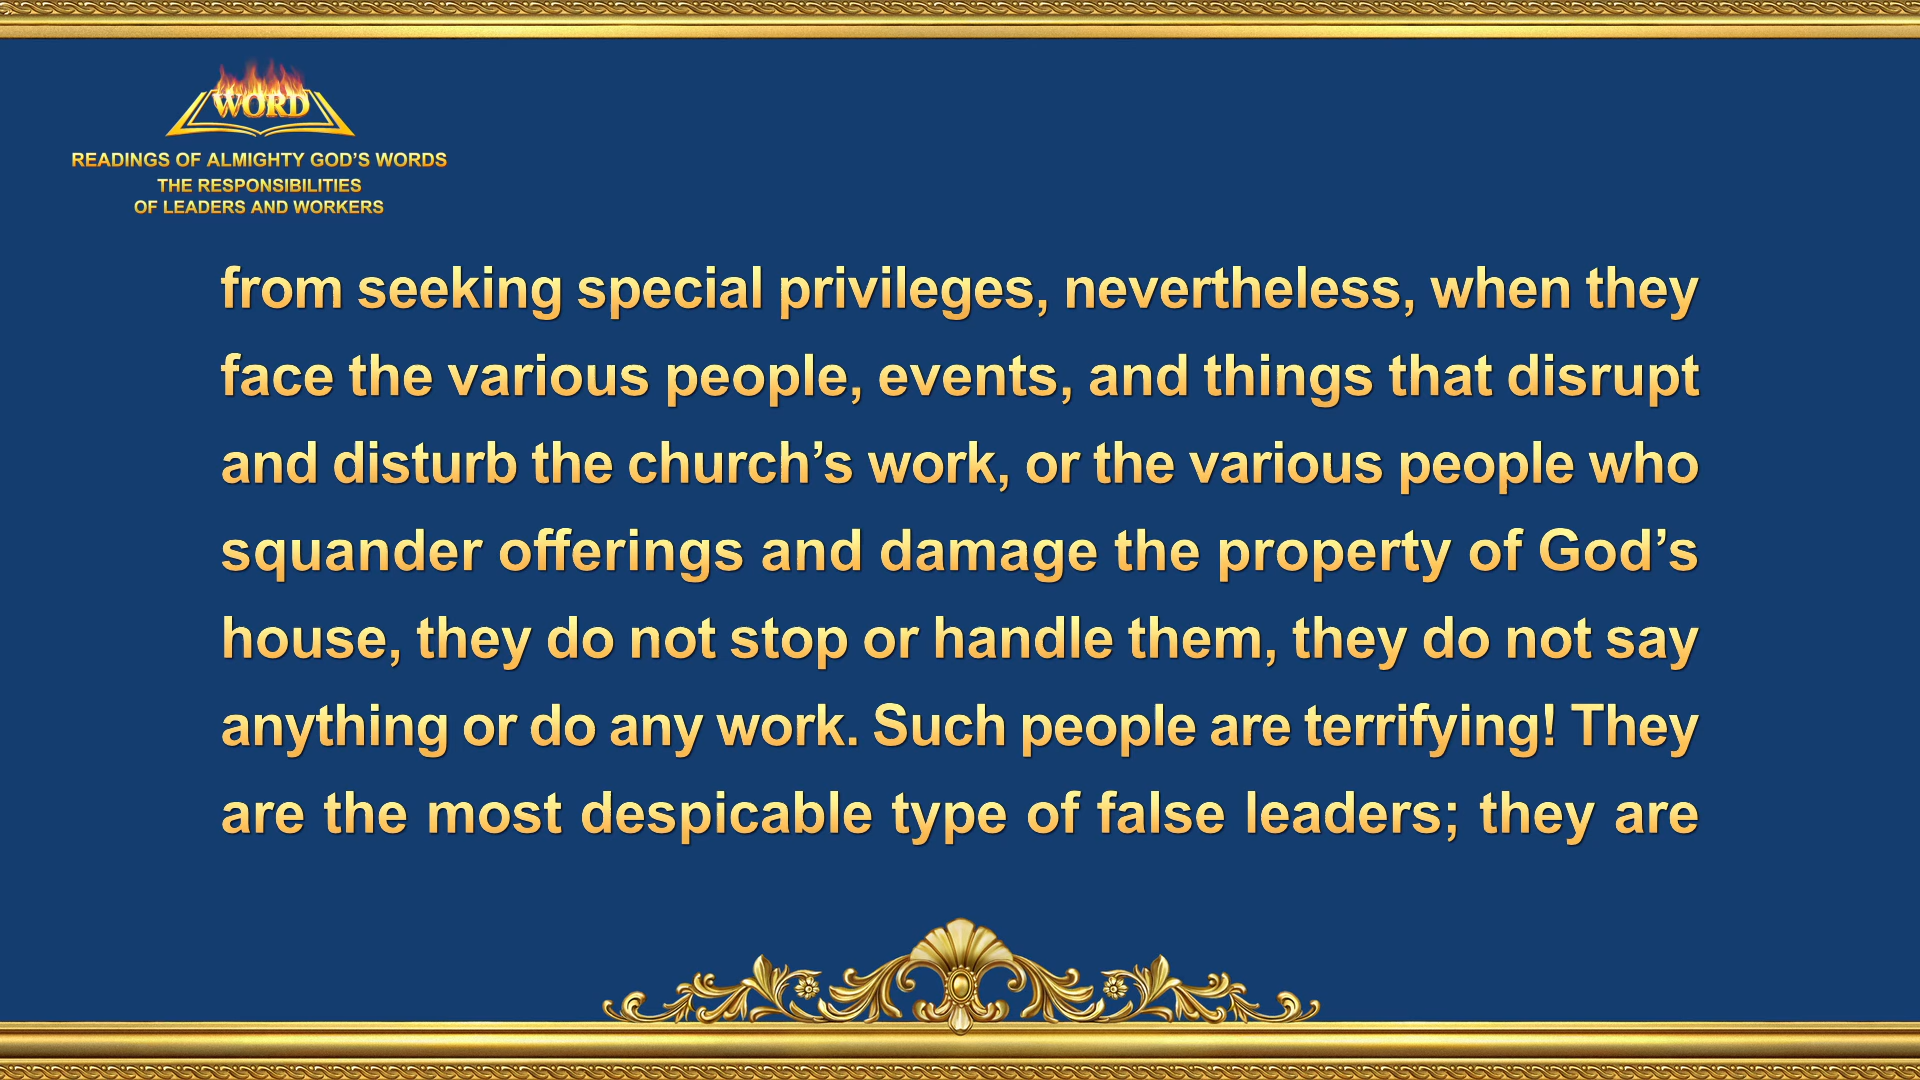 WORD
READINGS OF ALMIGHTY GOD’S WORDS
THE RESPONSIBILITIES
OF LEADERS AND WORKERS
from seeking special privileges, nevertheless, when they
face the various people, events, and things that disrupt
and disturb the church’s work, or the various people who
squander offerings and damage the property of God’s
house, they do not stop or handle them, they do not say
anything or do any work. Such people are terrifying! They
are the most despicable type of false leaders; they are